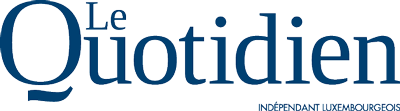 Le
Quotidien
INDÉPENDANT LUXEMBOURGEOIS